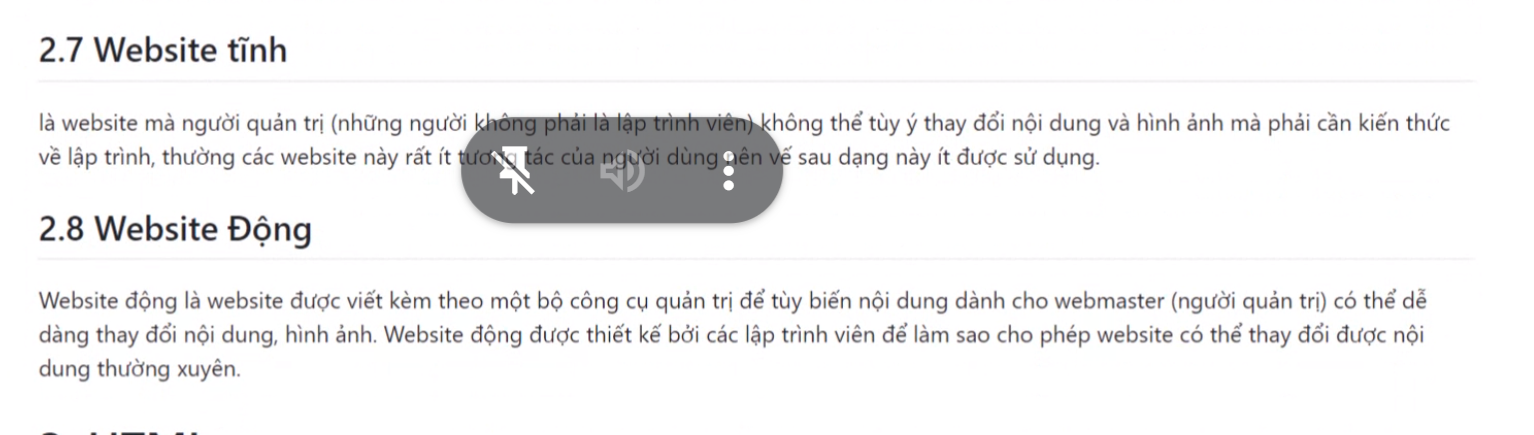 2.7 Website tĩnh
là website mà người quản trị (những người không phải là lập trình viên) không thể tùy ý thay đổi nội dung và hình ảnh mà phải cần kiến thức
về lập trình, thường các website này rất ít tương tác của người dùng nên vế sau dạng này ít được sử dụng.
2.8 Website Động
Website động là website được viết kèm theo một bộ công cụ quản trị để tùy biến nội dung dành cho webmaster (người quản trị) có thể dễ
dàng thay đổi nội dung, hình ảnh. Website động được thiết kế bởi các lập trình viên để làm sao cho phép website có thể thay đổi được nội
dung thường xuyên.